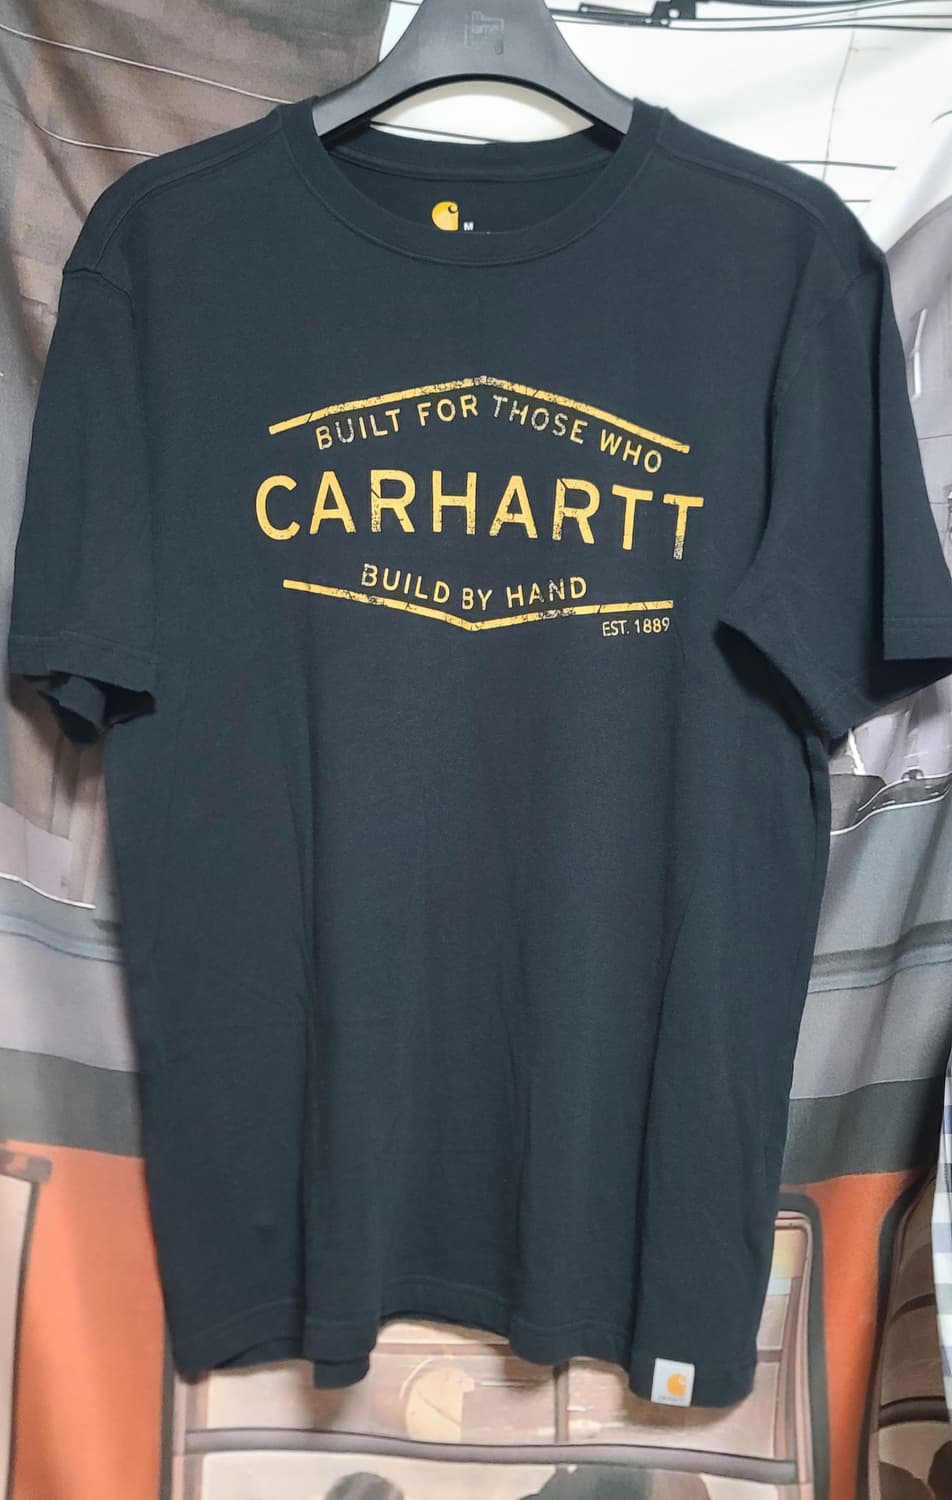 M
BUILT FOR THOSE WHO
CARHARTT
BUILD BY HAND
EST. 1889